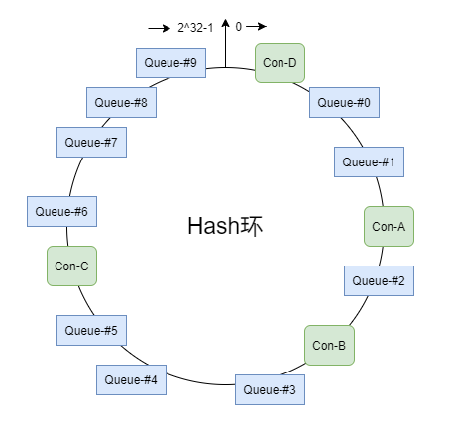 2^32-1
0
Queue-#9
Con-D
Queue-#8
Queue-#0
Queue-#7
Queue-#1
Queue-#6
Hash环
Con-A
Con-C
Queue-#2
Queue-#5
Con-B
Queue-#4
Queue-#3